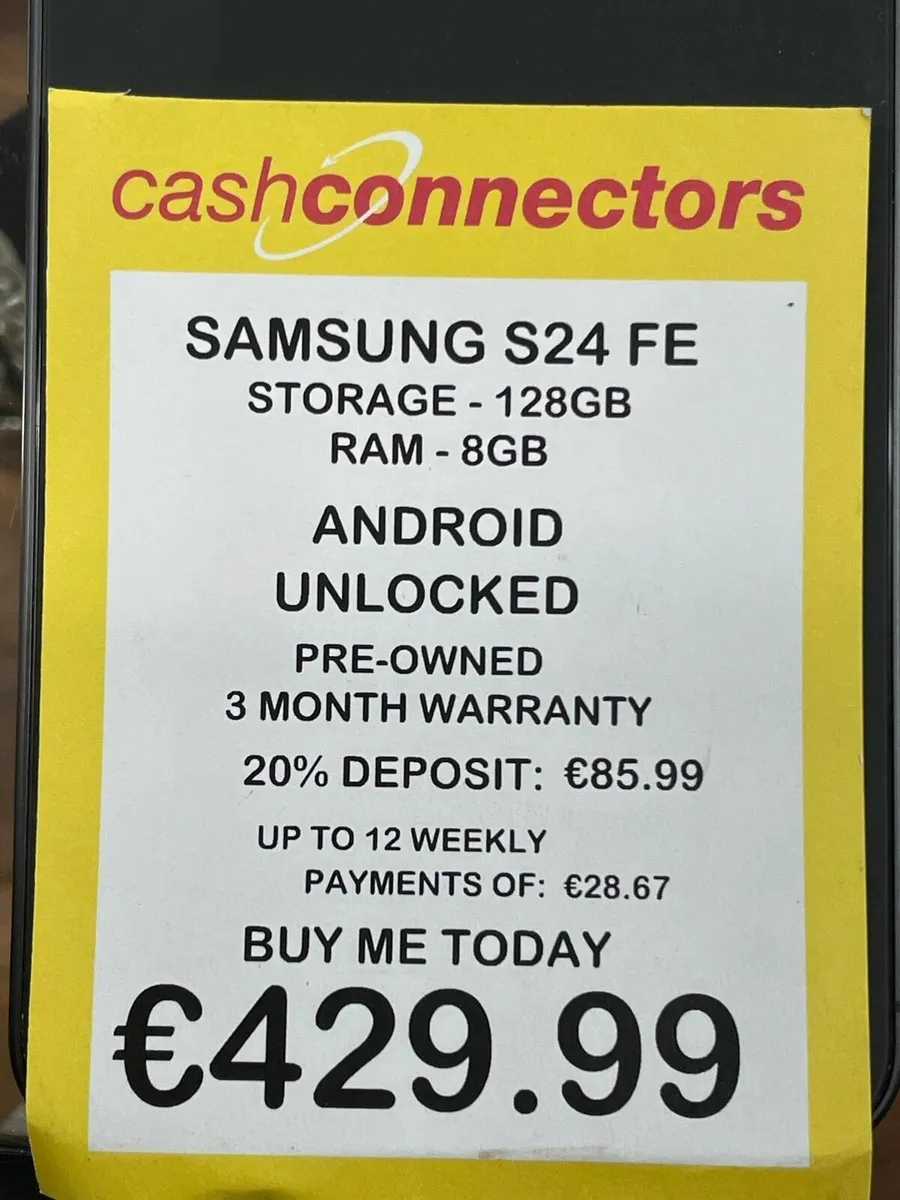 cashconnectors
SAMSUNG S24 FE
STORAGE - 128GB
RAM - 8GB
ANDROID
UNLOCKED
PRE-OWNED
3 MONTH WARRANTY
20% DEPOSIT: €85.99
UP TO 12 WEEKLY
PAYMENTS OF: €28.67
BUY ME TODAY
€429.99